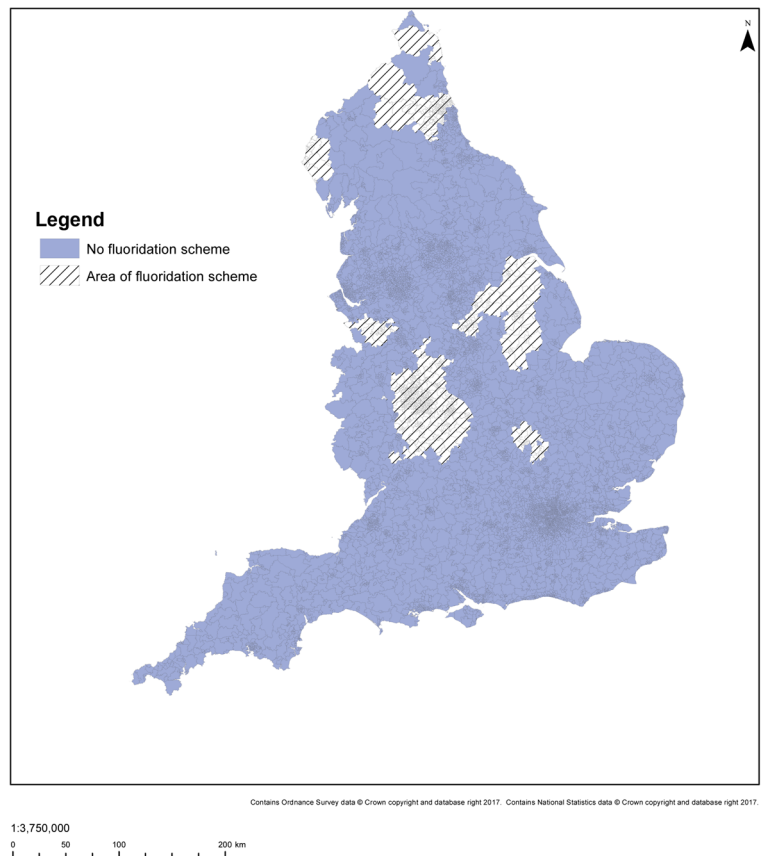 N
Legend
No fluoridation scheme
Area of fluoridation scheme
Contains Ordnance Survey data © Crown copyright and database right 2017. Contains National Statistics data © Crown copyright and database right 2017.
1:3,750,000
0 50 100 200 km